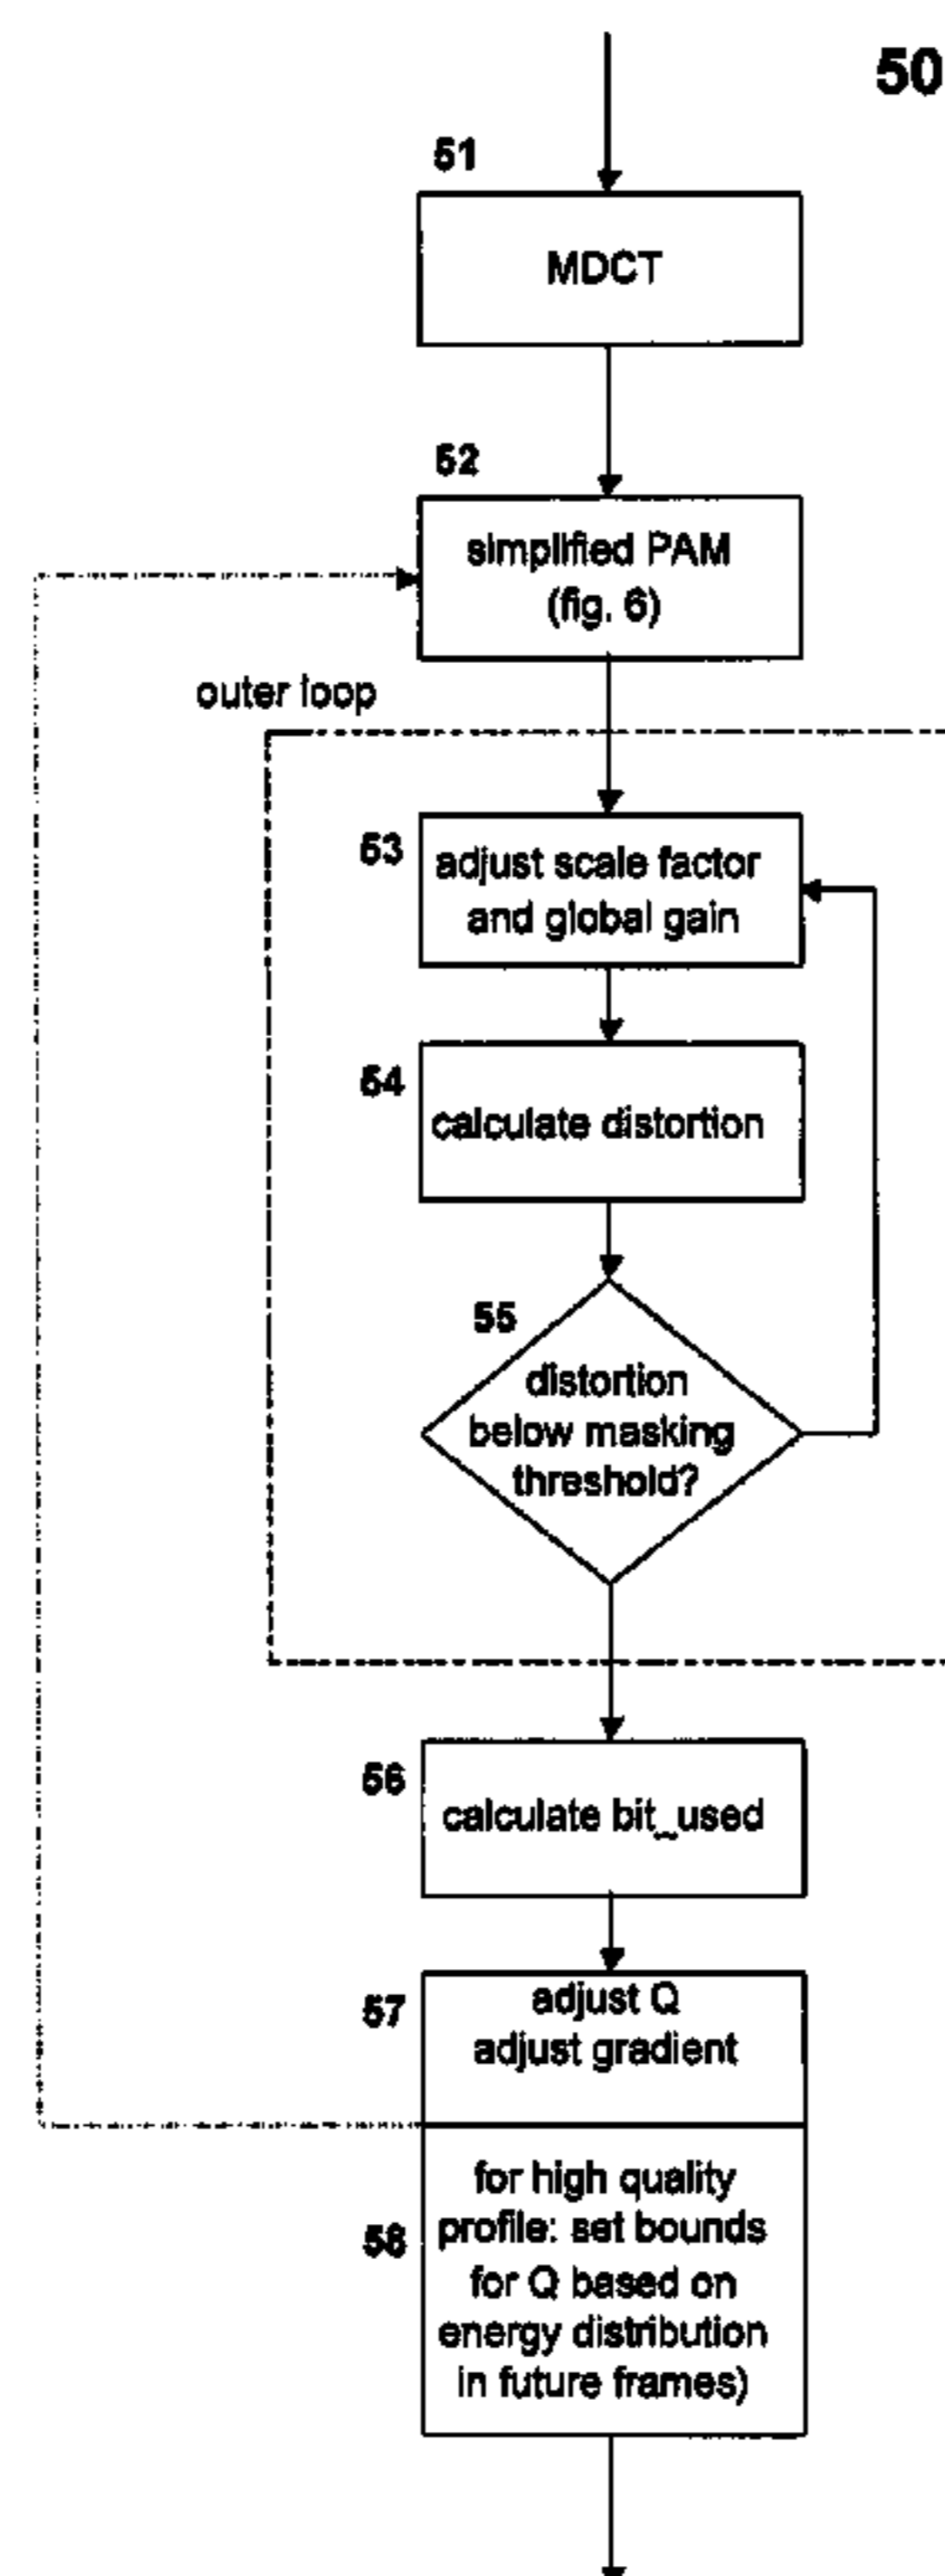 50
51
MDCT
52
simplified PAM
(fig. 6)
outer loop
53
adjust scale factor
and global gain
54
calculate distortion
55
distortion
below masking
threshold?
56
calculate bit_used
57
adjust Q
adjust gradient
58
for high quality
profile: set bounds
for Q based on
energy distribution
in future frames)